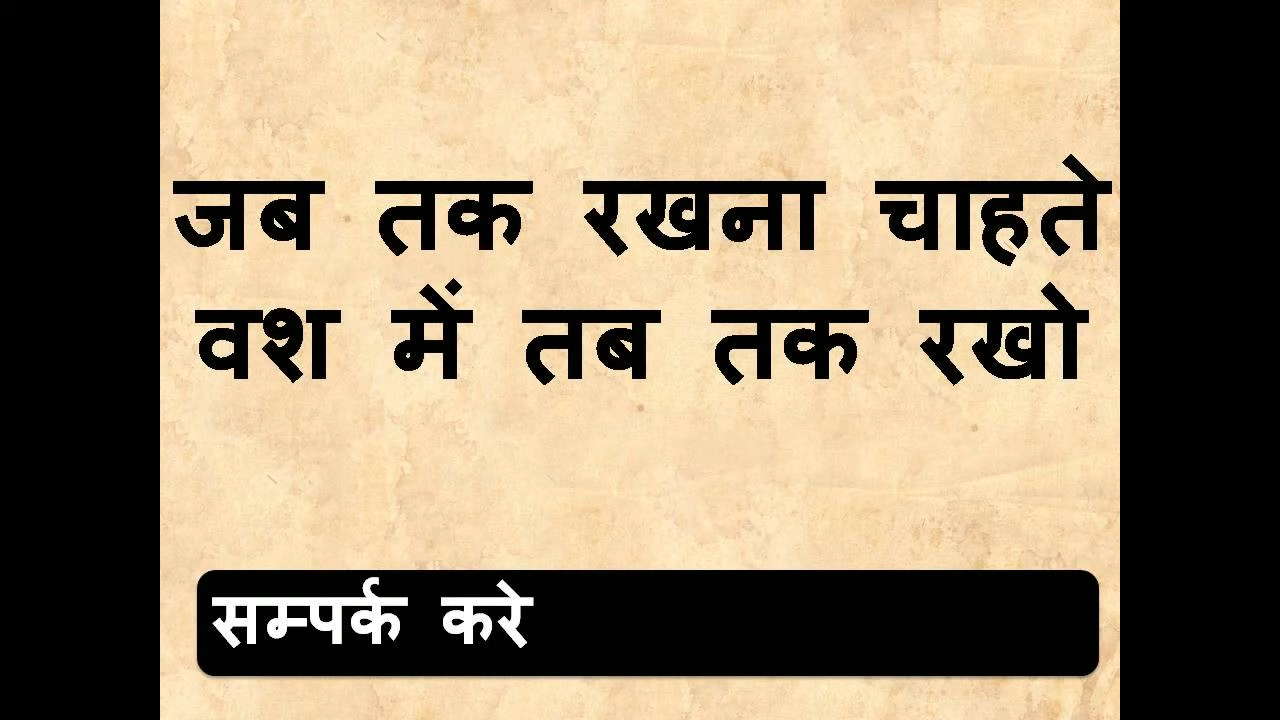 जब तक रखना चाहते
वश में तब तक रखो
सम्पर्क करे